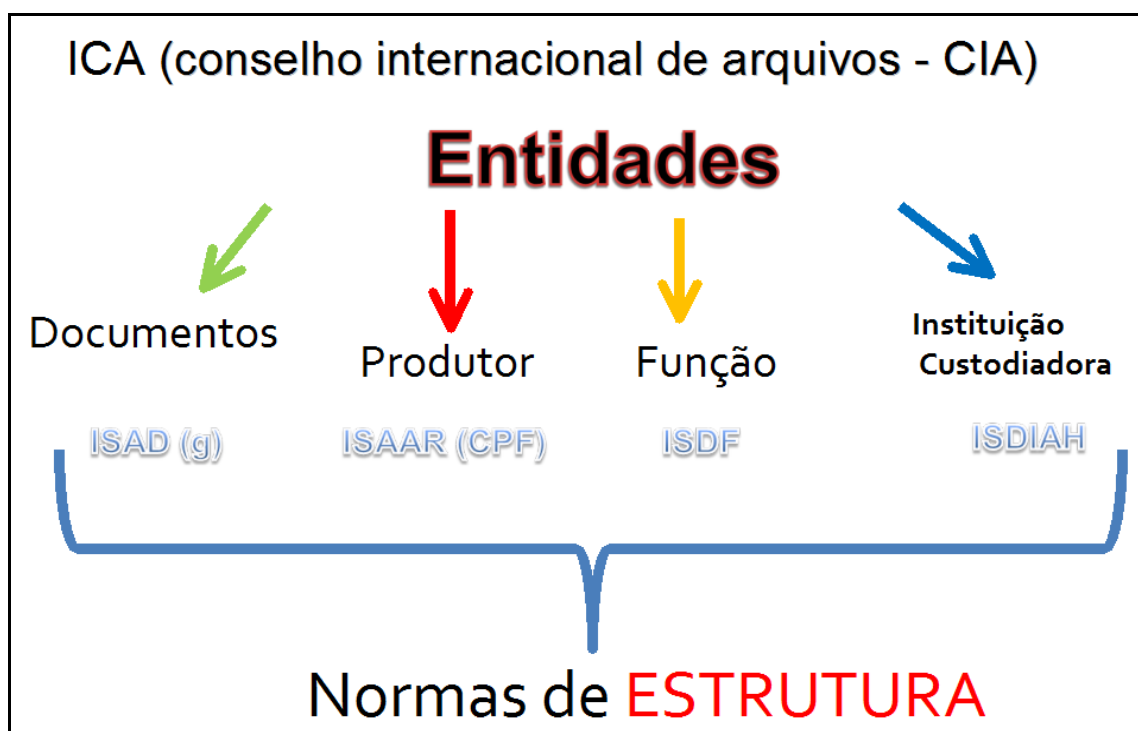 ICA (conselho internacional de arquivos - CIA)
Entidades
Documentos
Produtor
Função
Instituição
Custodiadora
ISAD (g)
ISAAR (CPF)
ISDF
ISDIAH
Normas de ESTRUTURA